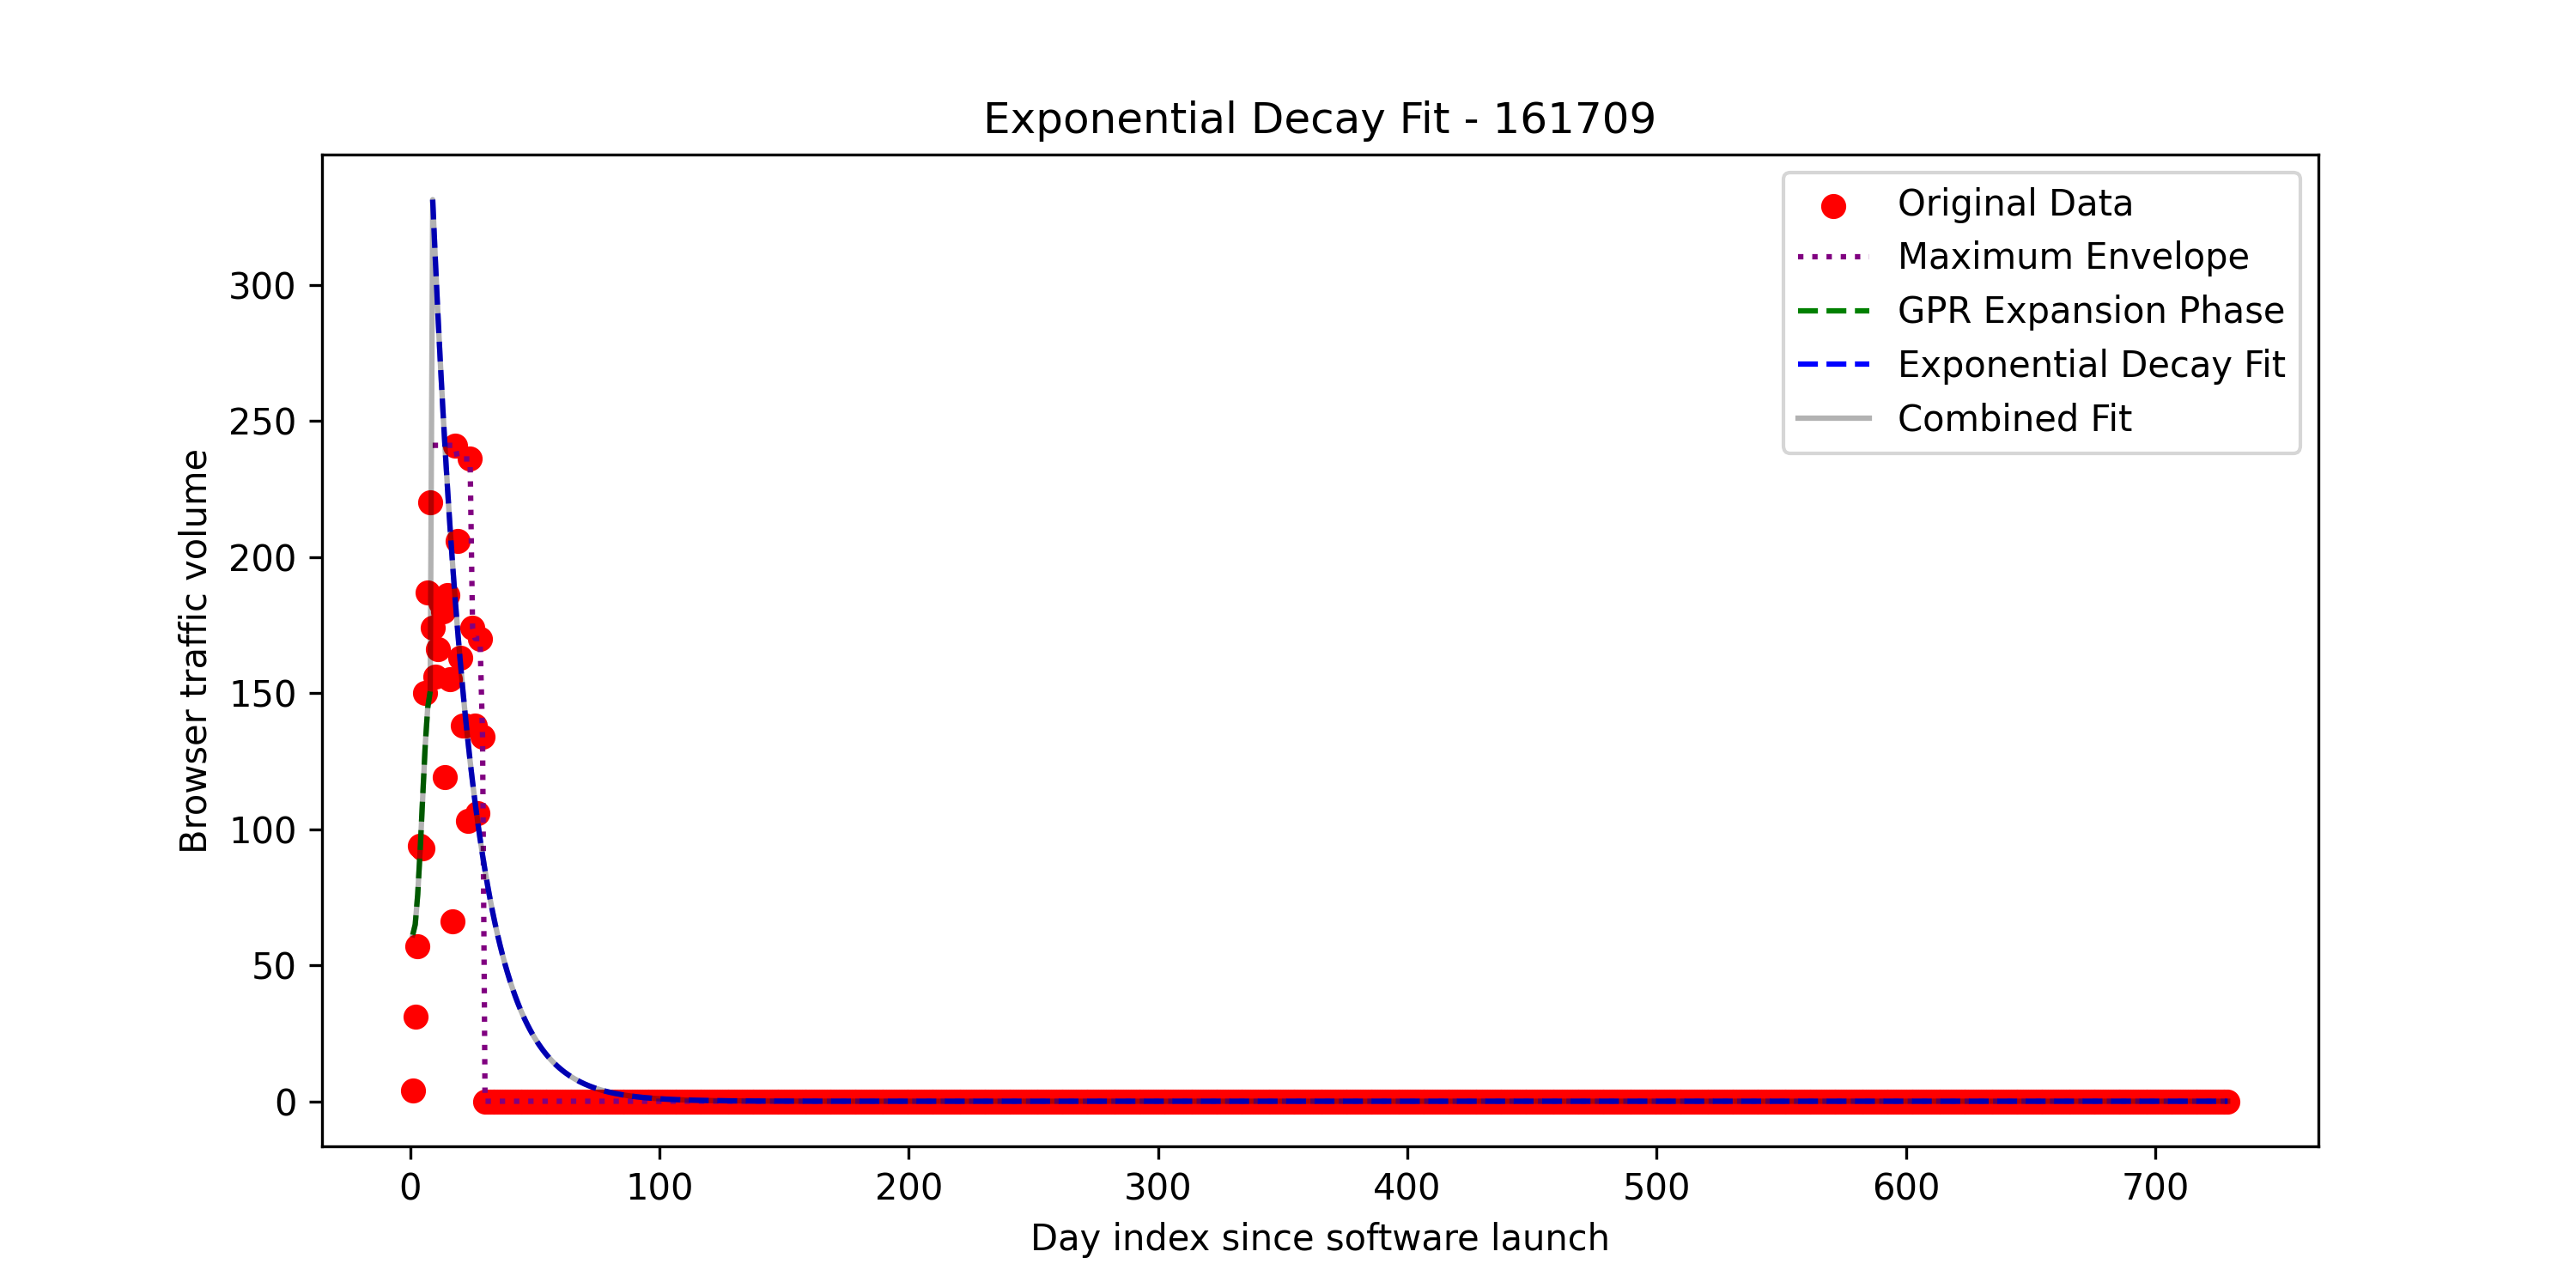 Exponential Decay Fit - 161709
Original Data
Maximum Envelope
GPR Expansion Phase
Exponential Decay Fit
Combined Fit
Browser traffic volume
300
250
200
150
100
50
0
0 100 200 300 400 500 600 700
Day index since software launch